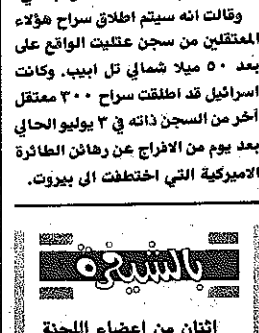 وقالت انه سيتم اطلاق سراح هؤلاء
المعتقلين من سجن عتليت الواقع على
بعد ٥٠ ميلا شمالي تل ابيب. وكانت
اسرائيل قد اطلقت سراح ٣٠٠ معتقل
آخر من السجن ذاته في ٣ يوليو الحالي
بعد يوم من الافراج عن رهائن الطائرة
الاميركية التي اختطفت الى بيروت.
بالشيفرة
اثنان من اعضاء اللجنة